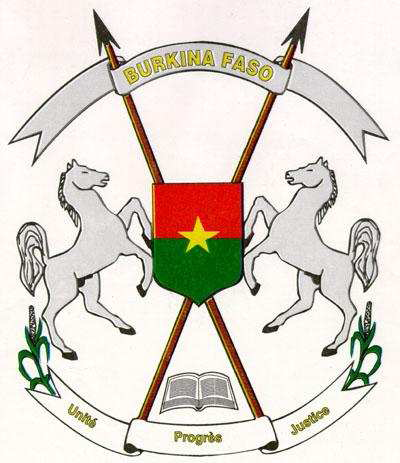 BURKINA FASO
Unité
Progrès
Justice